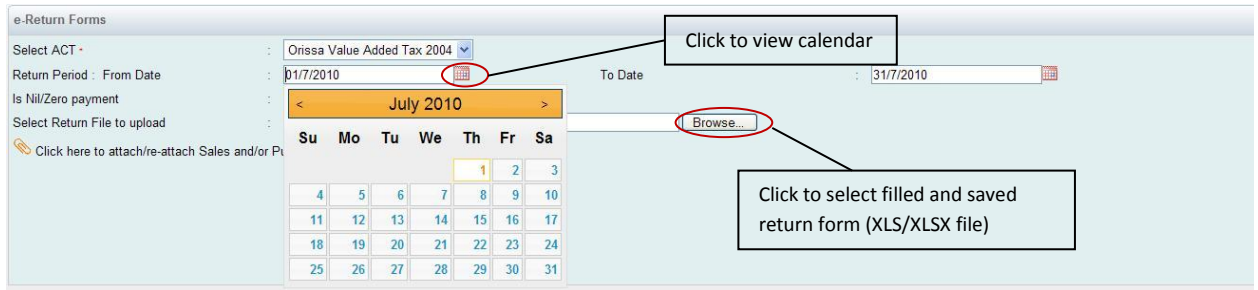 e-Return Forms
Select ACT * : Orissa Value Added Tax 2004
Click to view calendar
Return Period : From Date : 01/7/2010 To Date : 31/7/2010
Is Nil/Zero payment :
Select Return File to upload : Browse...
Click here to attach/re-attach Sales and/or Pu
< July 2010 >
Su Mo Tu We Th Fr Sa
1 2 3
4 5 6 7 8 9 10
11 12 13 14 15 16 17
18 19 20 21 22 23 24
25 26 27 28 29 30 31
Click to select filled and saved
return form (XLS/XLSX file)